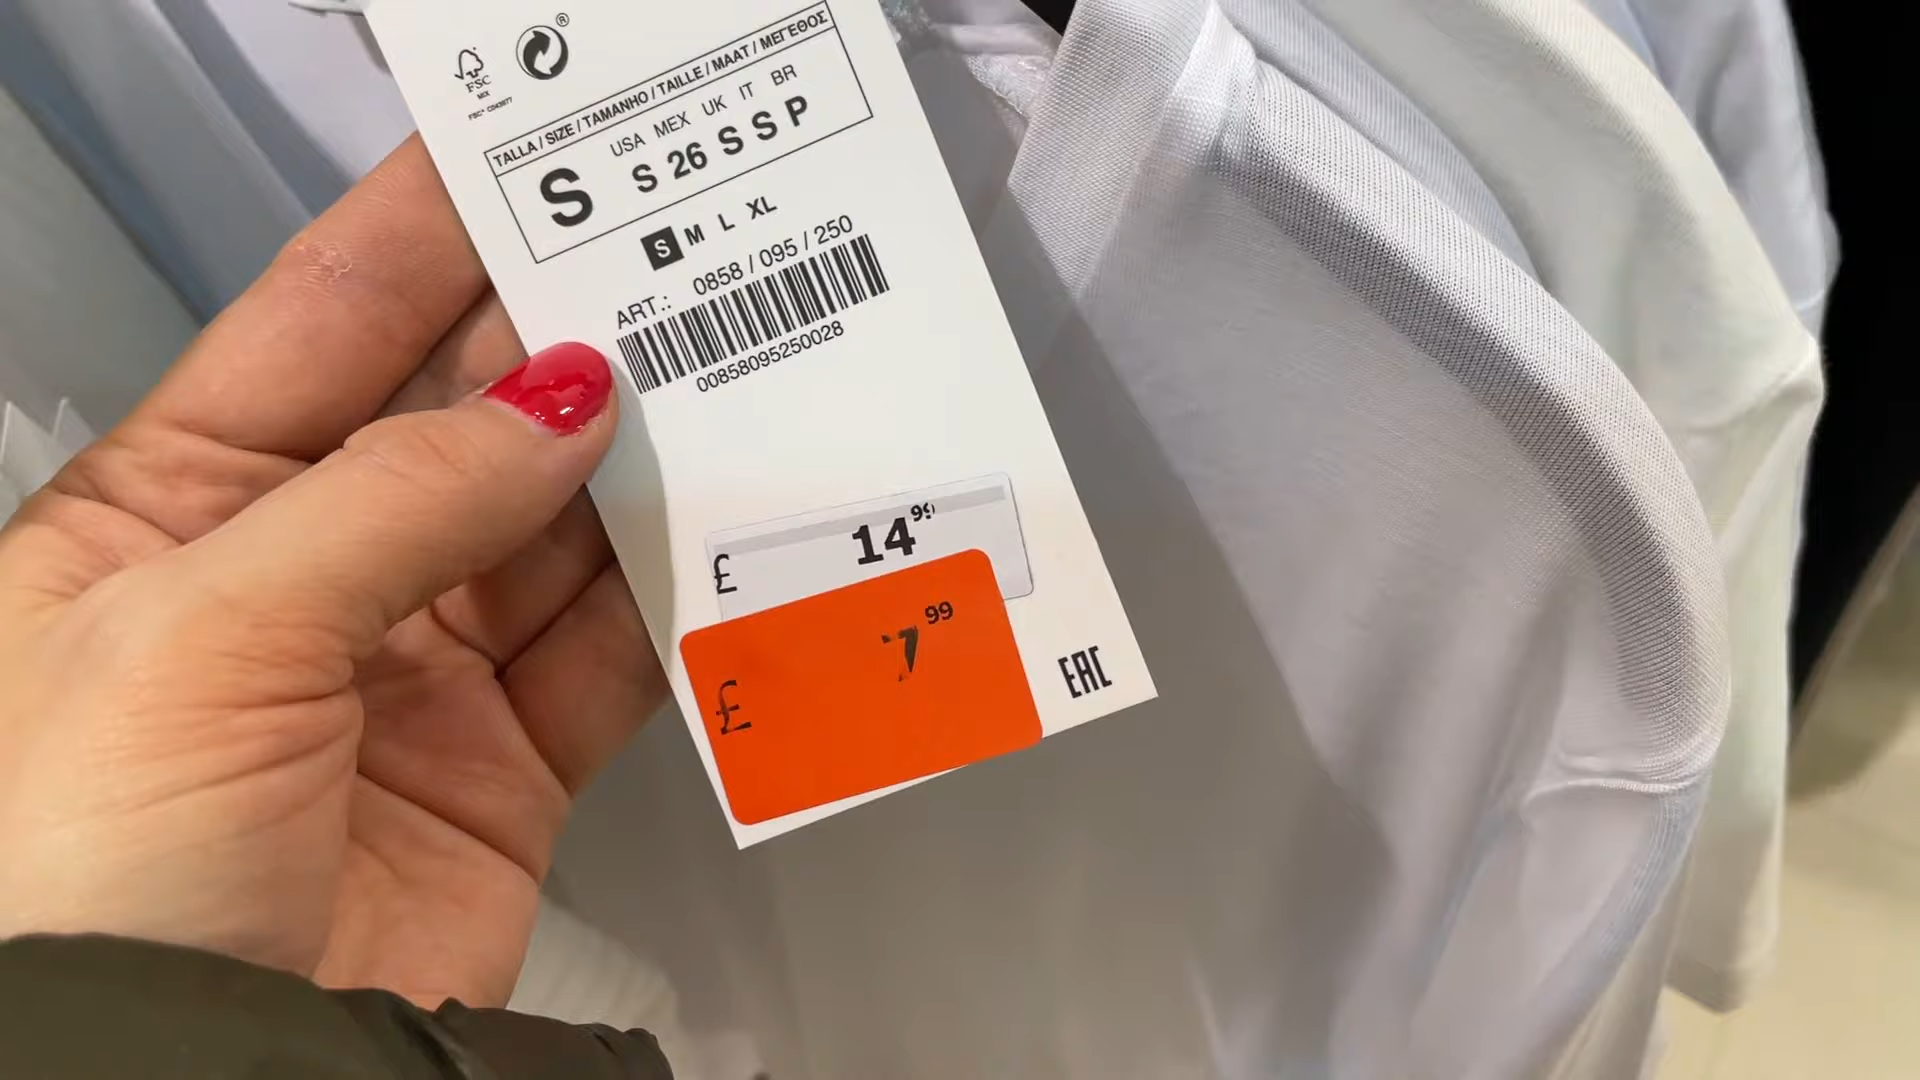 FSC
MIX
®
TALLA / SIZE / TAMANHO / TAILLE / MAAT / ΜΕΓΕΘΟΣ
USA MEX UK IT BR
S S 26 S S P
S M L XL
ART.: 0858 / 095 / 250
00858095250028
£ 14 99
£ 7 99
EAC